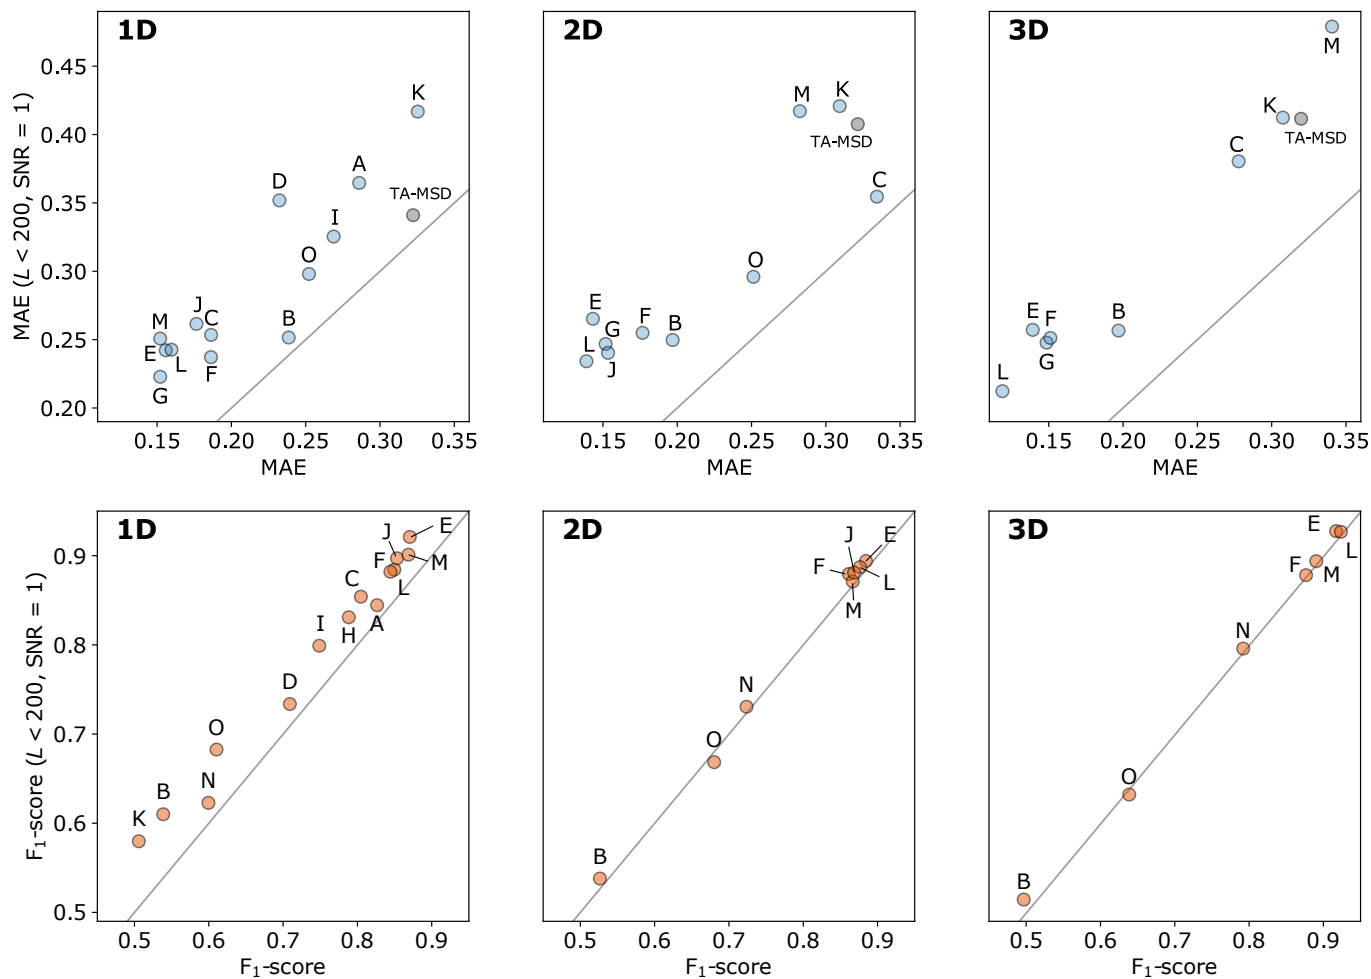 1D
2D
3D
MAE (L < 200, SNR = 1)
0.45
0.40
0.35
0.30
0.25
0.20
K
A
D
TA-MSD
I
O
J
C
B
M
E
L
F
G
0.15 0.20 0.25 0.30 0.35
MAE
M
K
TA-MSD
C
O
E
G
F
B
L
J
0.15 0.20 0.25 0.30 0.35
MAE
M
K
TA-MSD
C
E
F
B
G
L
0.15 0.20 0.25 0.30 0.35
MAE
1D
2D
3D
F₁-score (L < 200, SNR = 1)
0.9
0.8
0.7
0.6
0.5
E
J
F
M
L
C
A
H
I
D
O
N
B
K
0.5 0.6 0.7 0.8 0.9
F₁-score
J
E
F
L
M
N
O
B
0.5 0.6 0.7 0.8 0.9
F₁-score
E
L
F
M
N
O
B
0.5 0.6 0.7 0.8 0.9
F₁-score